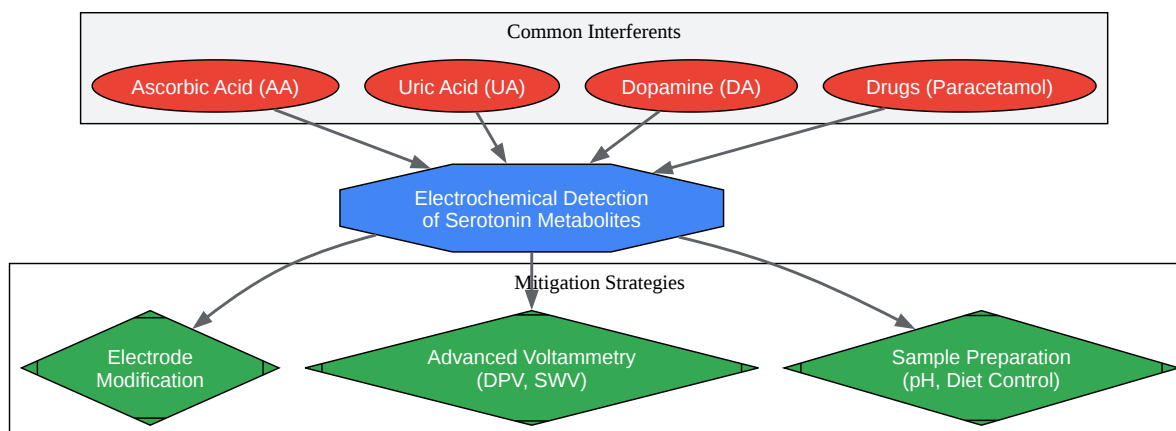 Common Interferents
Ascorbic Acid (AA)
Uric Acid (UA)
Dopamine (DA)
Drugs (Paracetamol)
Electrochemical Detection
of Serotonin Metabolites
Mitigation Strategies
Electrode
Modification
Advanced Voltammetry
(DPV, SWV)
Sample Preparation
(pH, Diet Control)